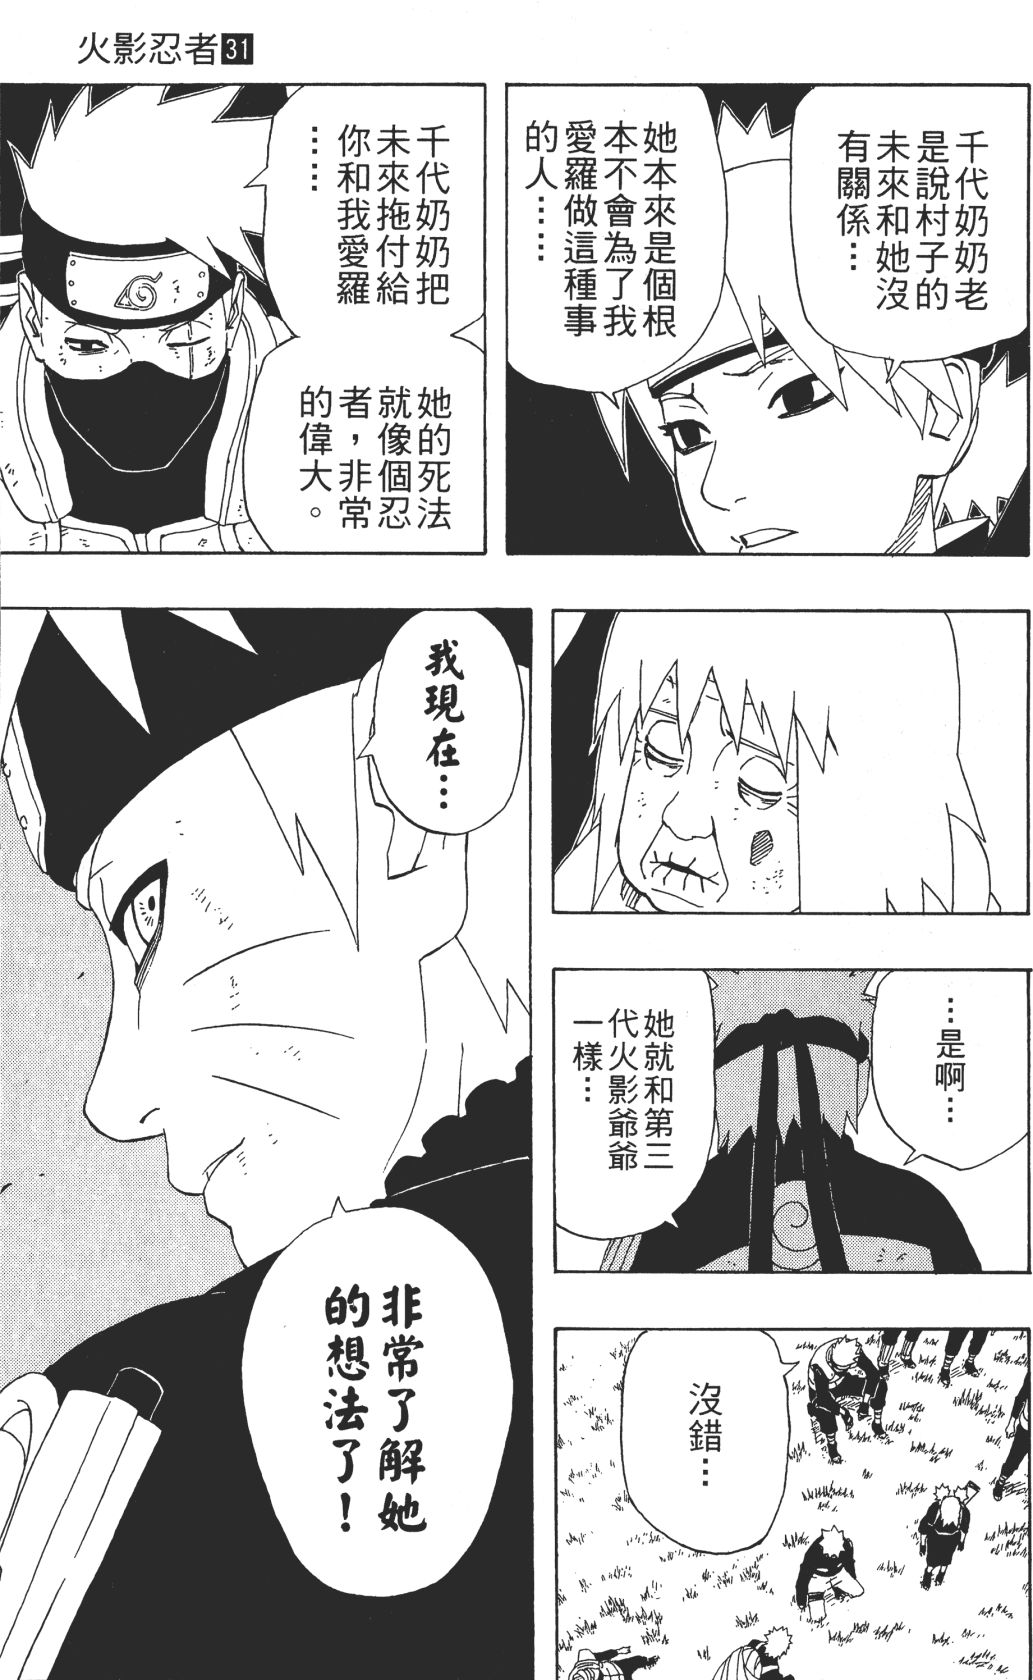 火影忍者31
千代奶奶老
是說村子的
未來和她沒
有關係…
她本來是個根
本不會為了我
愛羅做這種事
的人……
千代奶奶把
未來拖付給
你和我愛羅
……
她的死法
就像個忍
者，非常
的偉大。
…是啊…
她就和第三
代火影爺爺
一樣…
沒錯…
我現在…
非常了解她
的想法了！